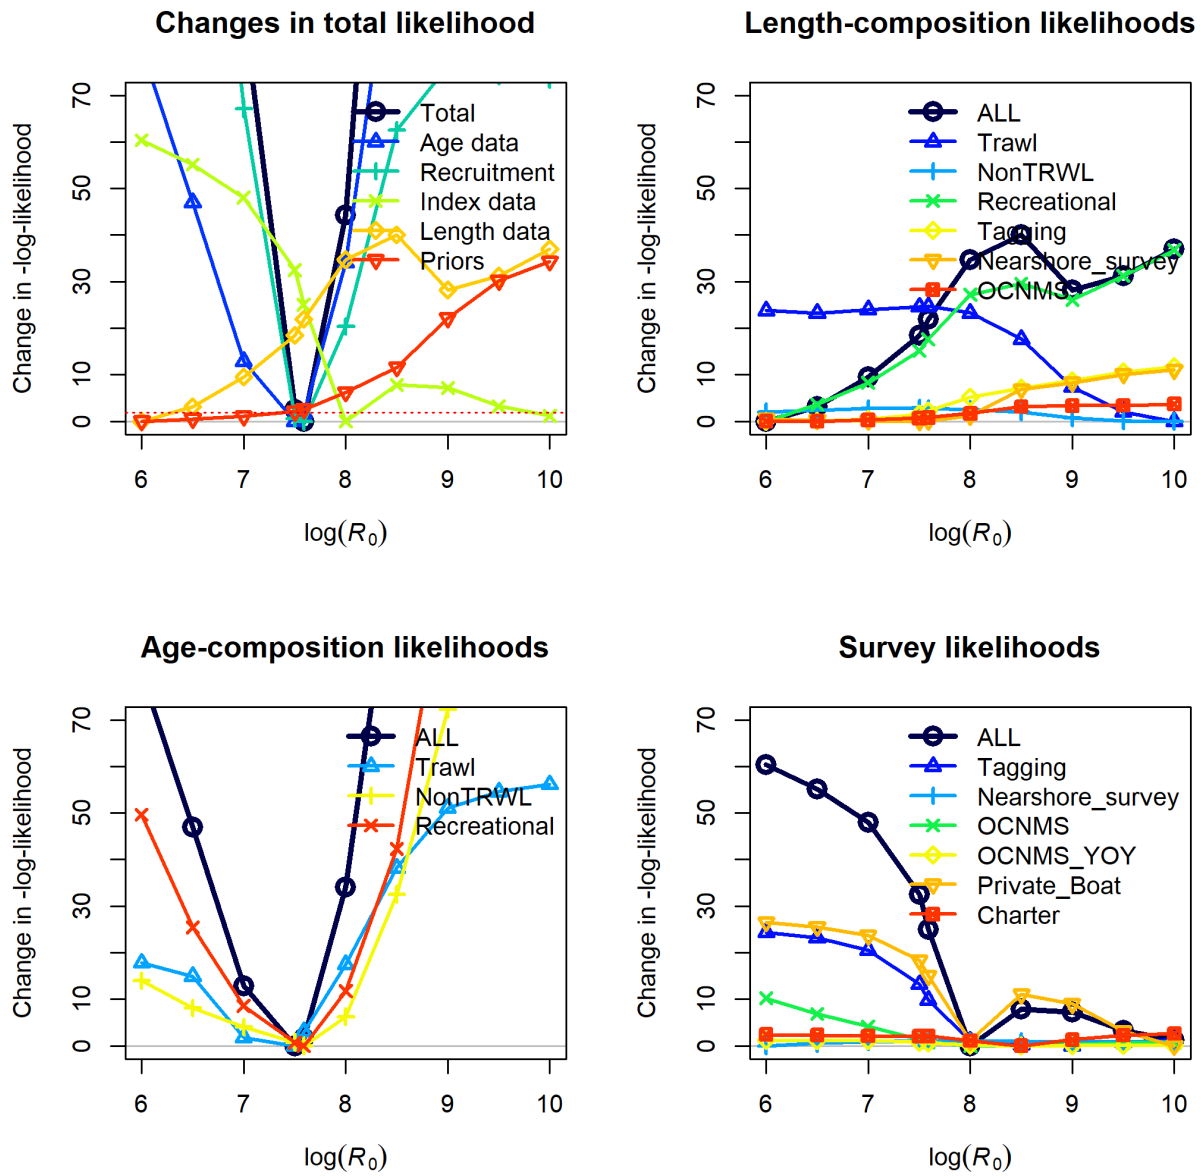 Changes in total likelihood
Change in -log-likelihood
70
50
30
10
0
Total
Age data
Recruitment
Index data
Length data
Priors
6 7 8 9 10
log(R₀)
Length-composition likelihoods
Change in -log-likelihood
70
50
30
10
0
ALL
Trawl
NonTRWL
Recreational
Tagging
Nearshore_survey
OCNMS
6 7 8 9 10
log(R₀)
Age-composition likelihoods
Change in -log-likelihood
70
50
30
10
0
ALL
Trawl
NonTRWL
Recreational
6 7 8 9 10
log(R₀)
Survey likelihoods
Change in -log-likelihood
70
50
30
10
0
ALL
Tagging
Nearshore_survey
OCNMS
OCNMS_YOY
Private_Boat
Charter
6 7 8 9 10
log(R₀)